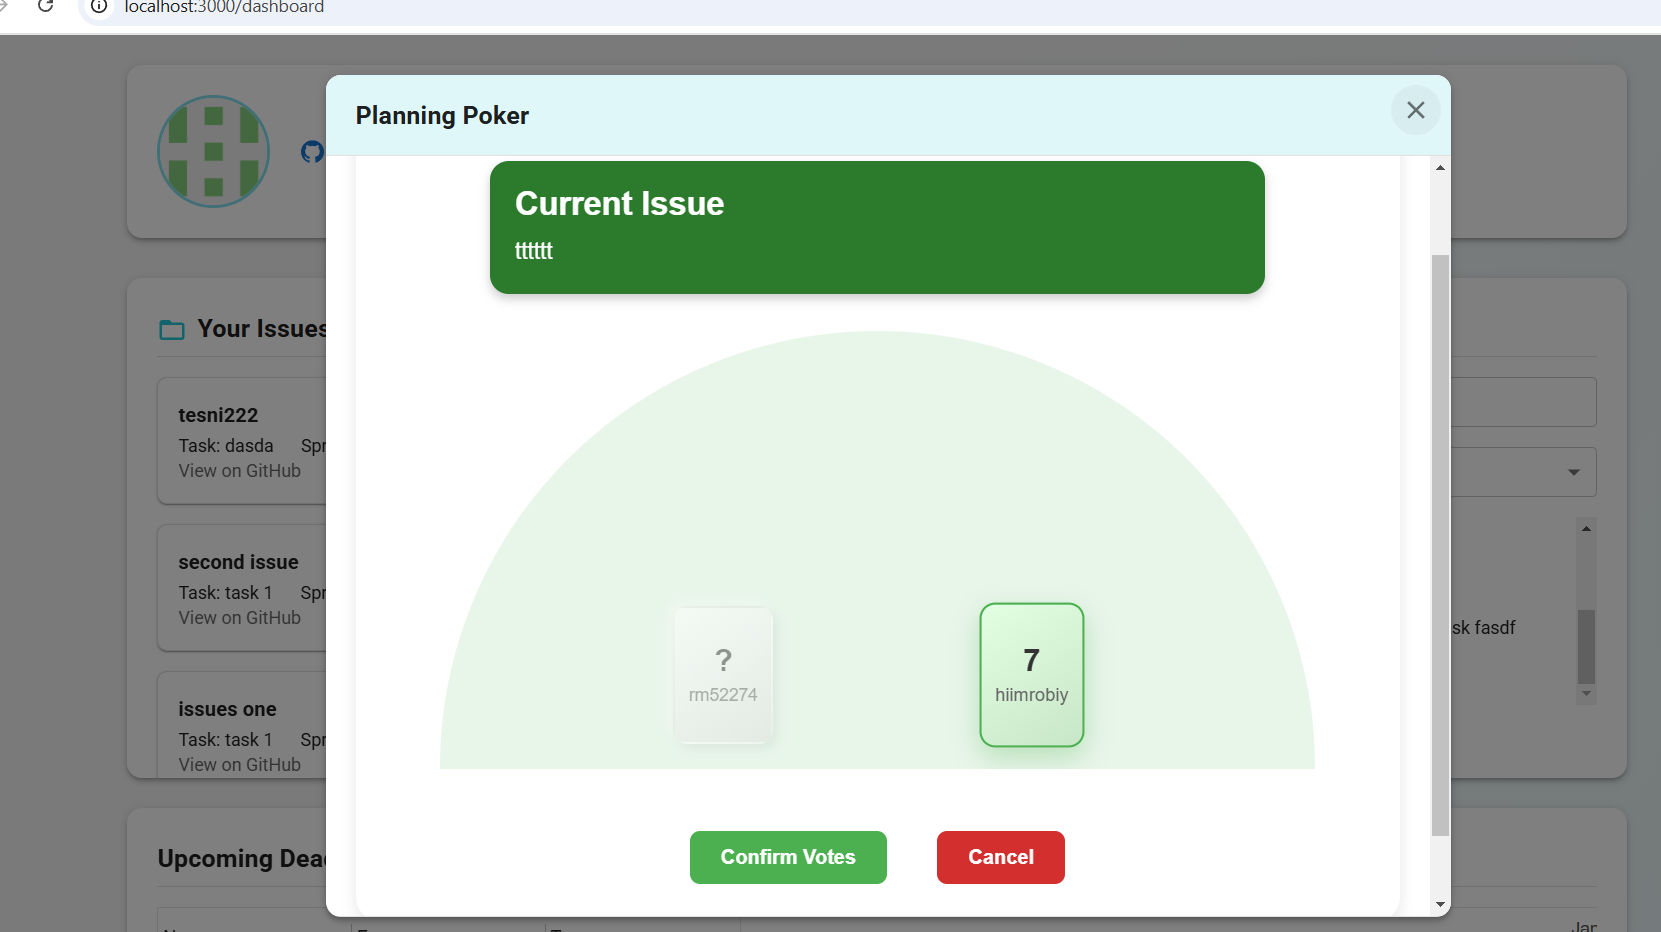 localhost:3000/dashboard
Planning Poker
Current Issue
tttttt
Your Issues
tesni222
Task: dasda Spr
View on GitHub
second issue
Task: task 1 Spr
View on GitHub
issues one
Task: task 1 Spr
View on GitHub
sk fasdf
?
rm52274
7
hiimrobiy
Confirm Votes
Cancel
Upcoming Dea
Jar